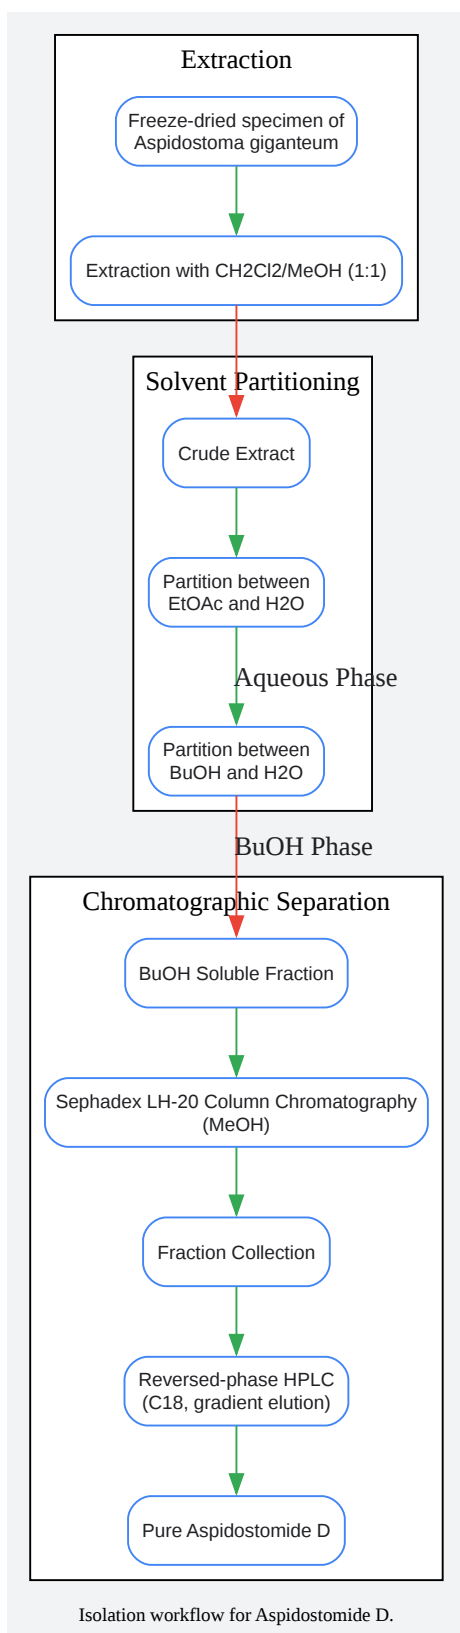 Extraction
Freeze-dried specimen of
Aspidostoma giganteum
Extraction with CH2Cl2/MeOH (1:1)
Solvent Partitioning
Crude Extract
Partition between
EtOAc and H2O
Aqueous Phase
Partition between
BuOH and H2O
BuOH Phase
Chromatographic Separation
BuOH Soluble Fraction
Sephadex LH-20 Column Chromatography
(MeOH)
Fraction Collection
Reversed-phase HPLC
(C18, gradient elution)
Pure Aspidostomide D
Isolation workflow for Aspidostomide D.